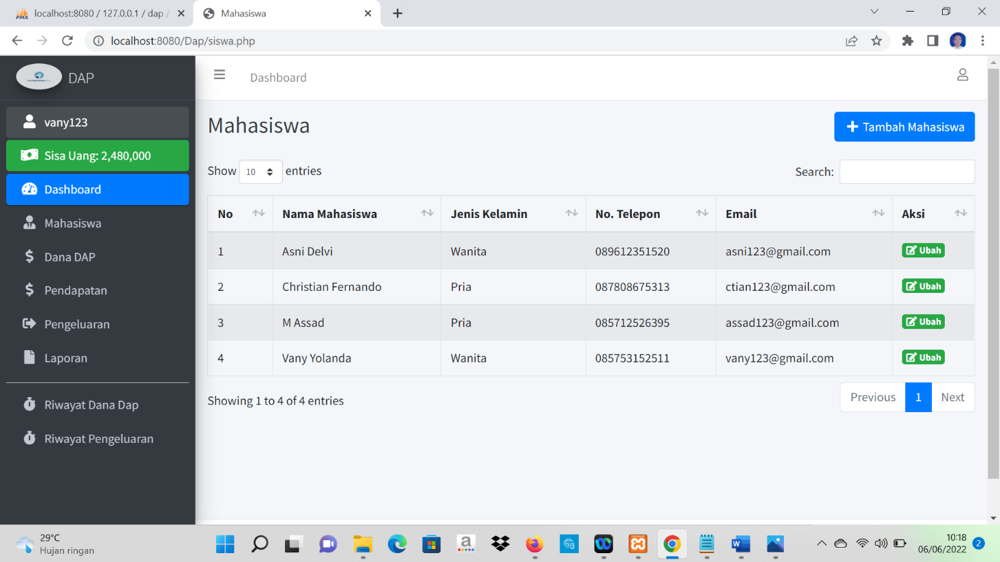 localhost:8080 / 127.0.0.1 / dap /
Mahasiswa
localhost:8080/Dap/siswa.php
DAP
Dashboard
vany123
Sisa Uang: 2,480,000
Dashboard
Mahasiswa
Dana DAP
Pendapatan
Pengeluaran
Laporan
Riwayat Dana Dap
Riwayat Pengeluaran
Mahasiswa
Tambah Mahasiswa
Show 10 entries
Search:
No Nama Mahasiswa Jenis Kelamin No. Telepon Email Aksi
1 Asni Delvi Wanita 089612351520 asni123@gmail.com Ubah
2 Christian Fernando Pria 087808675313 ctian123@gmail.com Ubah
3 M Assad Pria 085712526395 assad123@gmail.com Ubah
4 Vany Yolanda Wanita 085753152511 vany123@gmail.com Ubah
Showing 1 to 4 of 4 entries
Previous 1 Next
29°C
Hujan ringan
10:18
06/06/2022
2